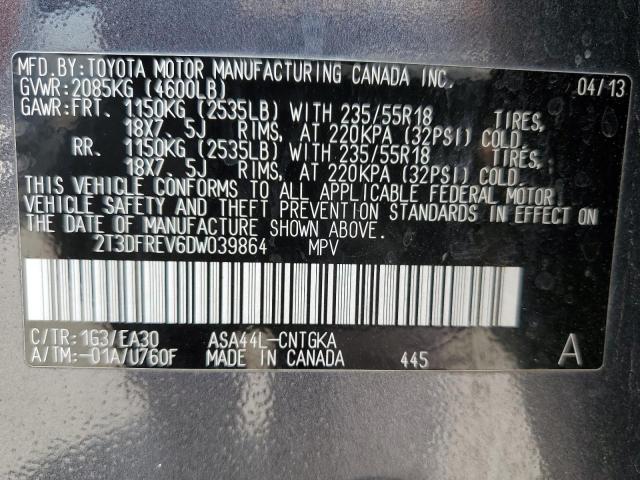 MFD.BY:TOYOTA MOTOR MANUFACTURING CANADA INC. 04/13
GVWR:2085KG (4600LB)
GAWR:FRT. 1150KG (2535LB) WITH 235/55R18 TIRES,
18X7. 5J RIMS, AT 220KPA (32PSI) COLD
RR. 1150KG (2535LB) WITH 235/55R18 TIRES,
18X7. 5J RIMS, AT 220KPA (32PSI) COLD
THIS VEHICLE CONFORMS TO ALL APPLICABLE FEDERAL MOTOR
VEHICLE SAFETY AND THEFT PREVENTION STANDARDS IN EFFECT ON
THE DATE OF MANUFACTURE SHOWN ABOVE.
2T3DFREV6DW039864 MPV
C/TR:1G3/EA30 ASA44L-CNTGKA
A/TM:-01A/U760F MADE IN CANADA 445 A